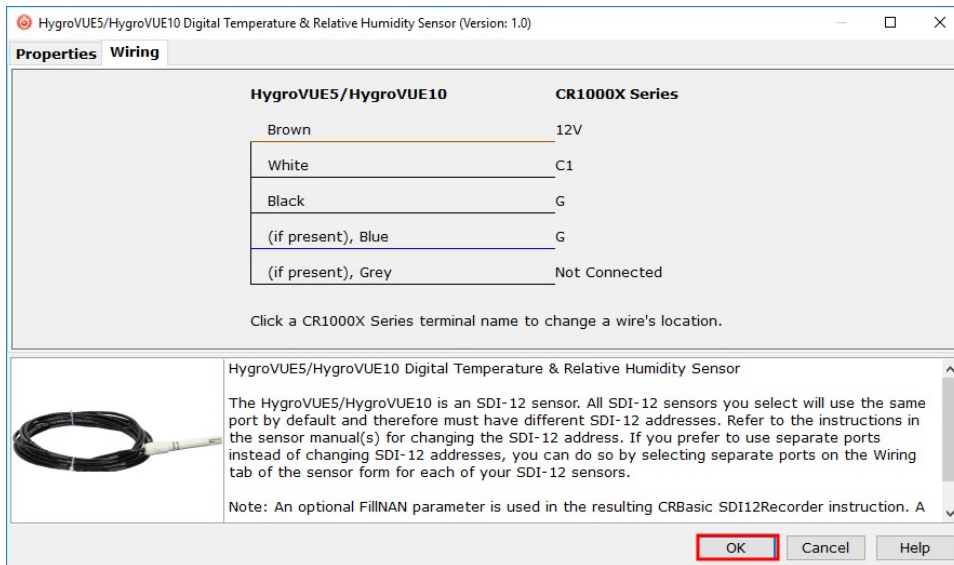 HygroVUE5/HygroVUE10 Digital Temperature & Relative Humidity Sensor (Version: 1.0)
Properties Wiring
HygroVUE5/HygroVUE10 CR1000X Series
Brown 12V
White C1
Black G
(if present), Blue G
(if present), Grey Not Connected
Click a CR1000X Series terminal name to change a wire's location.
HygroVUE5/HygroVUE10 Digital Temperature & Relative Humidity Sensor
The HygroVUE5/HygroVUE10 is an SDI-12 sensor. All SDI-12 sensors you select will use the same
port by default and therefore must have different SDI-12 addresses. Refer to the instructions in
the sensor manual(s) for changing the SDI-12 address. If you prefer to use separate ports
instead of changing SDI-12 addresses, you can do so by selecting separate ports on the Wiring
tab of the sensor form for each of your SDI-12 sensors.
Note: An optional FillNAN parameter is used in the resulting CRBasic SDI12Recorder instruction. A
OK Cancel Help